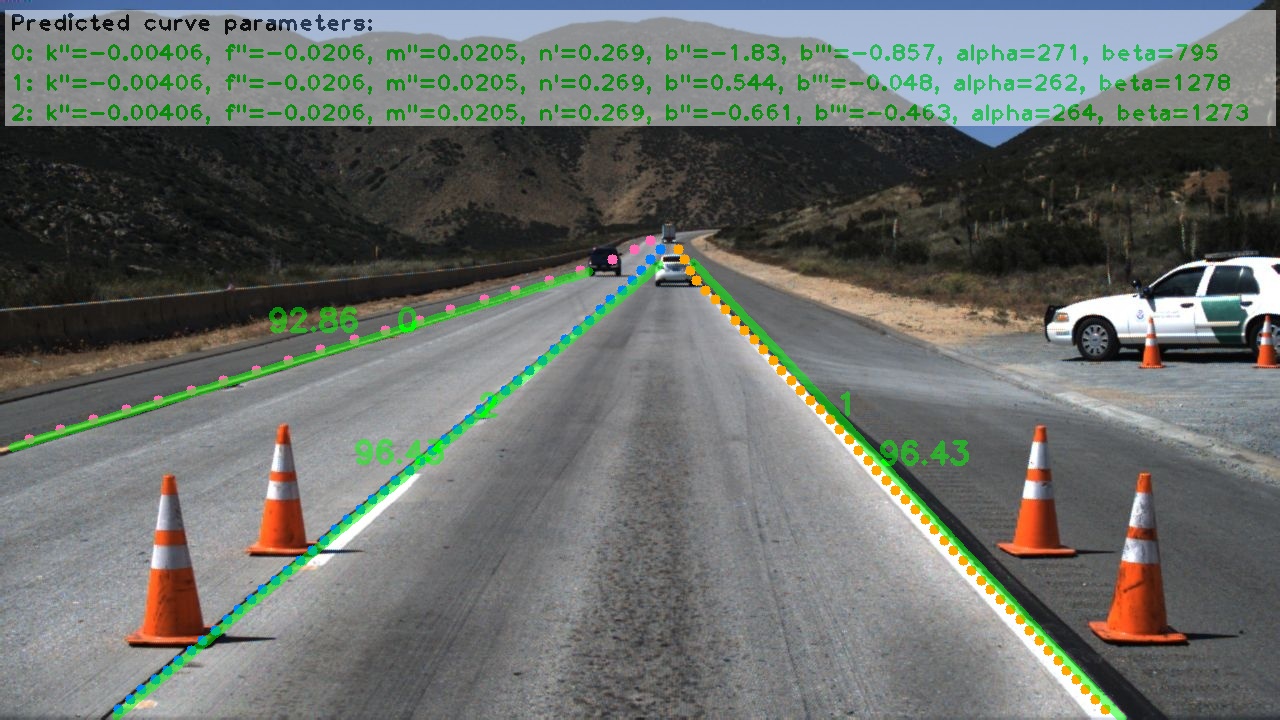 Predicted curve parameters:
0: k''=-0.00406, f''=-0.0206, m''=0.0205, n'=0.269, b''=-1.83, b'''=-0.857, alpha=271, beta=795
1: k''=-0.00406, f''=-0.0206, m''=0.0205, n'=0.269, b''=0.544, b'''=-0.048, alpha=262, beta=1278
2: k''=-0.00406, f''=-0.0206, m''=0.0205, n'=0.269, b''=-0.661, b'''=-0.463, alpha=264, beta=1273
92.86 0
2 1
96.43 96.43